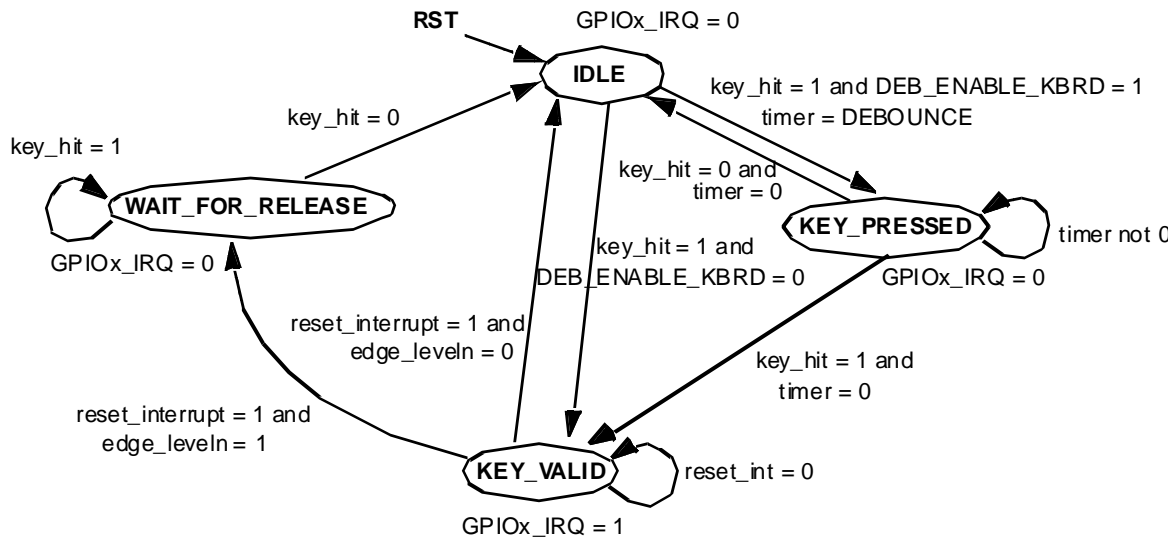 RST
GPIOx_IRQ = 0
IDLE
key_hit = 1 and DEB_ENABLE_KBRD = 1
timer = DEBOUNCE
key_hit = 0
key_hit = 1
key_hit = 0 and
timer = 0
WAIT_FOR_RELEASE
GPIOx_IRQ = 0
KEY_PRESSED
timer not 0
GPIOx_IRQ = 0
key_hit = 1 and
DEB_ENABLE_KBRD = 0
reset_interrupt = 1 and
edge_leveln = 0
key_hit = 1 and
timer = 0
reset_interrupt = 1 and
edge_leveln = 1
KEY_VALID
reset_int = 0
GPIOx_IRQ = 1